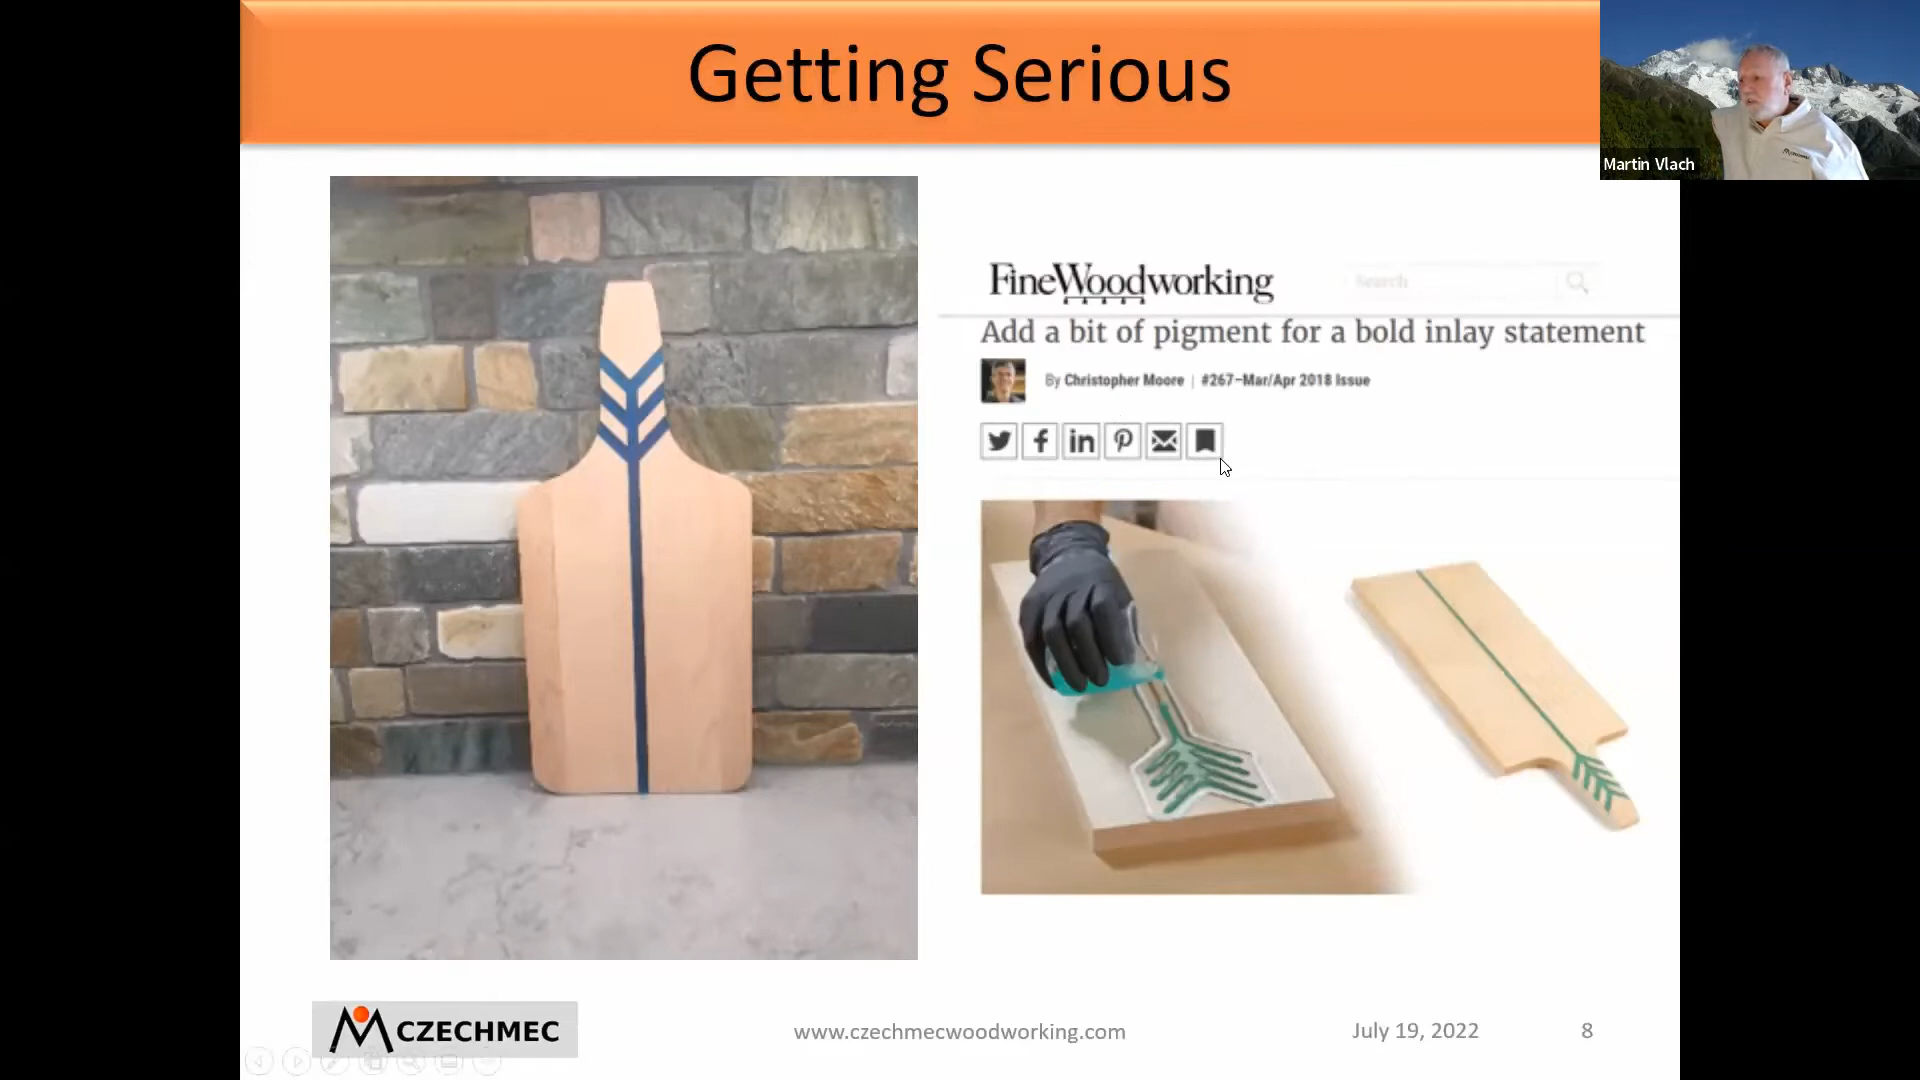 Getting Serious
Martin Vlach
FineWoodworking
Search
Add a bit of pigment for a bold inlay statement
By Christopher Moore | #267–Mar/Apr 2018 Issue
CZECHMEC
www.czechmecwoodworking.com
July 19, 2022
8